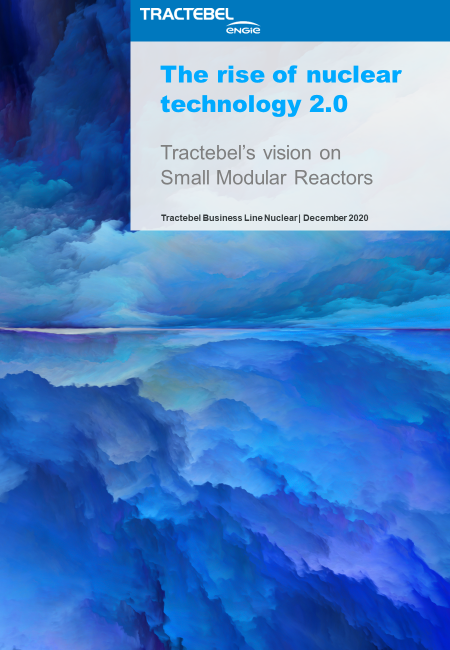 TRACTEBEL
ENGIE
The rise of nuclear
technology 2.0
Tractebel's vision on
Small Modular Reactors
Tractebel Business Line Nuclear| December 2020